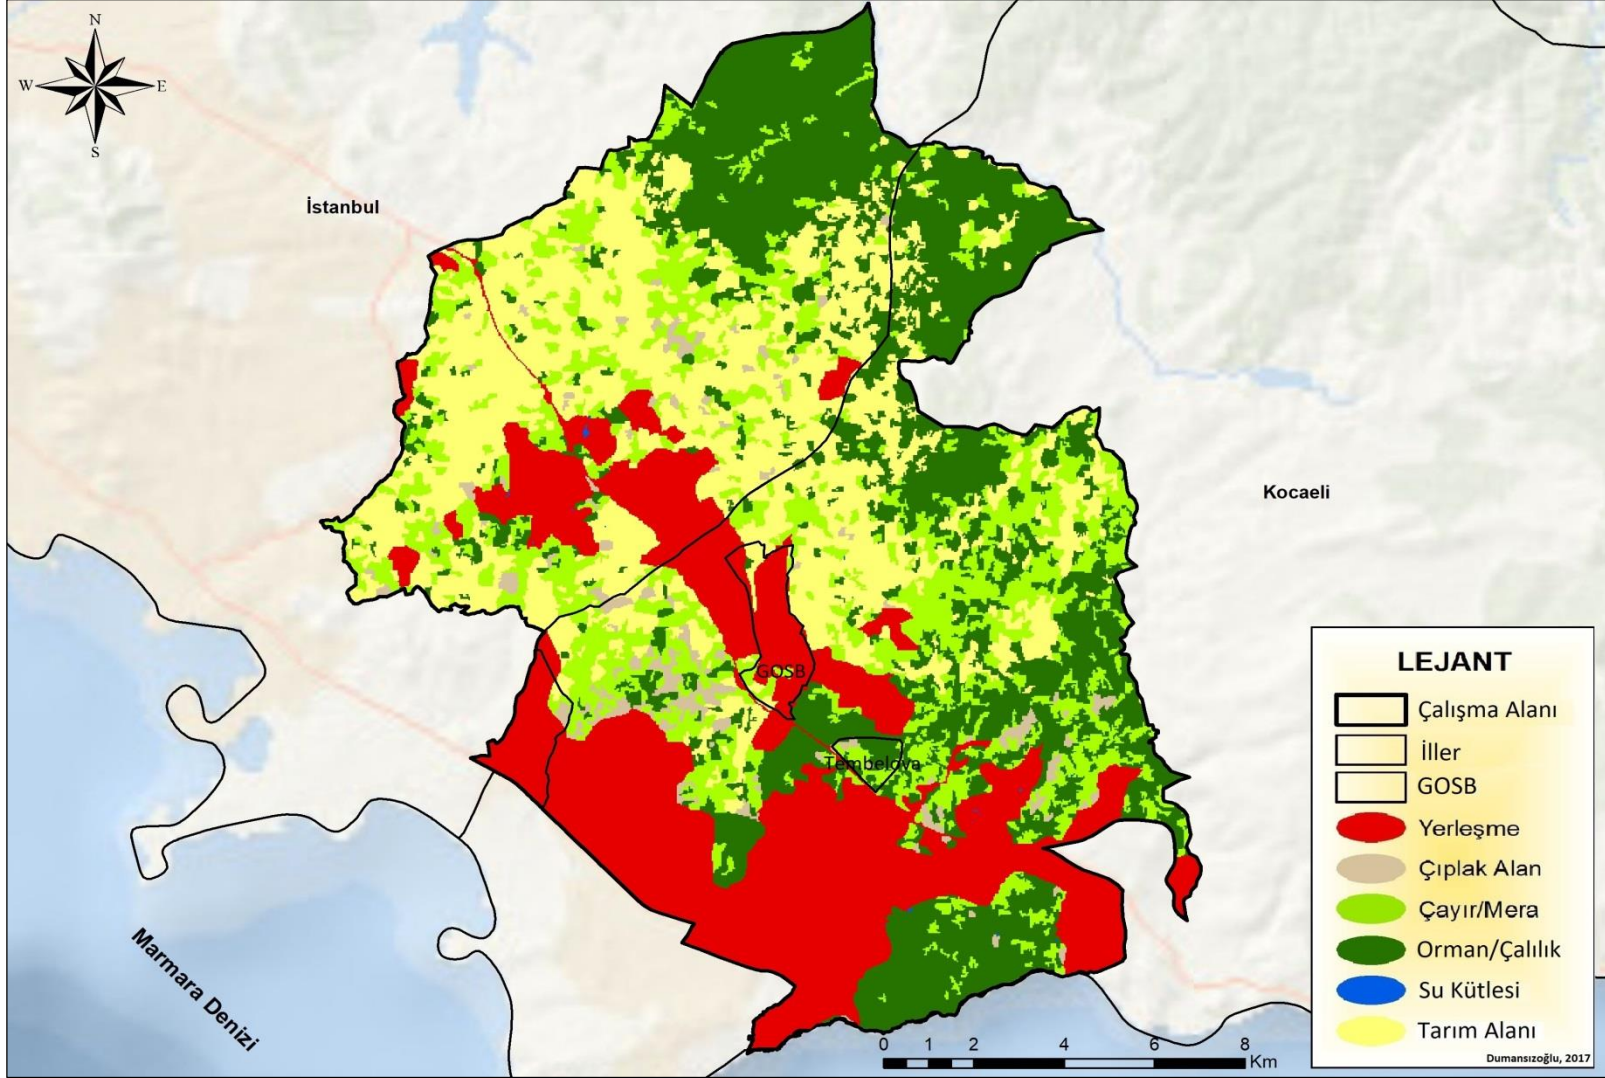 N
W
E
S
İstanbul
Kocaeli
GOSB
Tembelova
Marmara Denizi
LEJANT
Çalışma Alanı
İller
GOSB
Yerleşme
Çıplak Alan
Çayır/Mera
Orman/Çalılık
Su Kütlesi
Tarım Alanı
Dumansızoğlu, 2017
0 1 2 4 6 8
Km